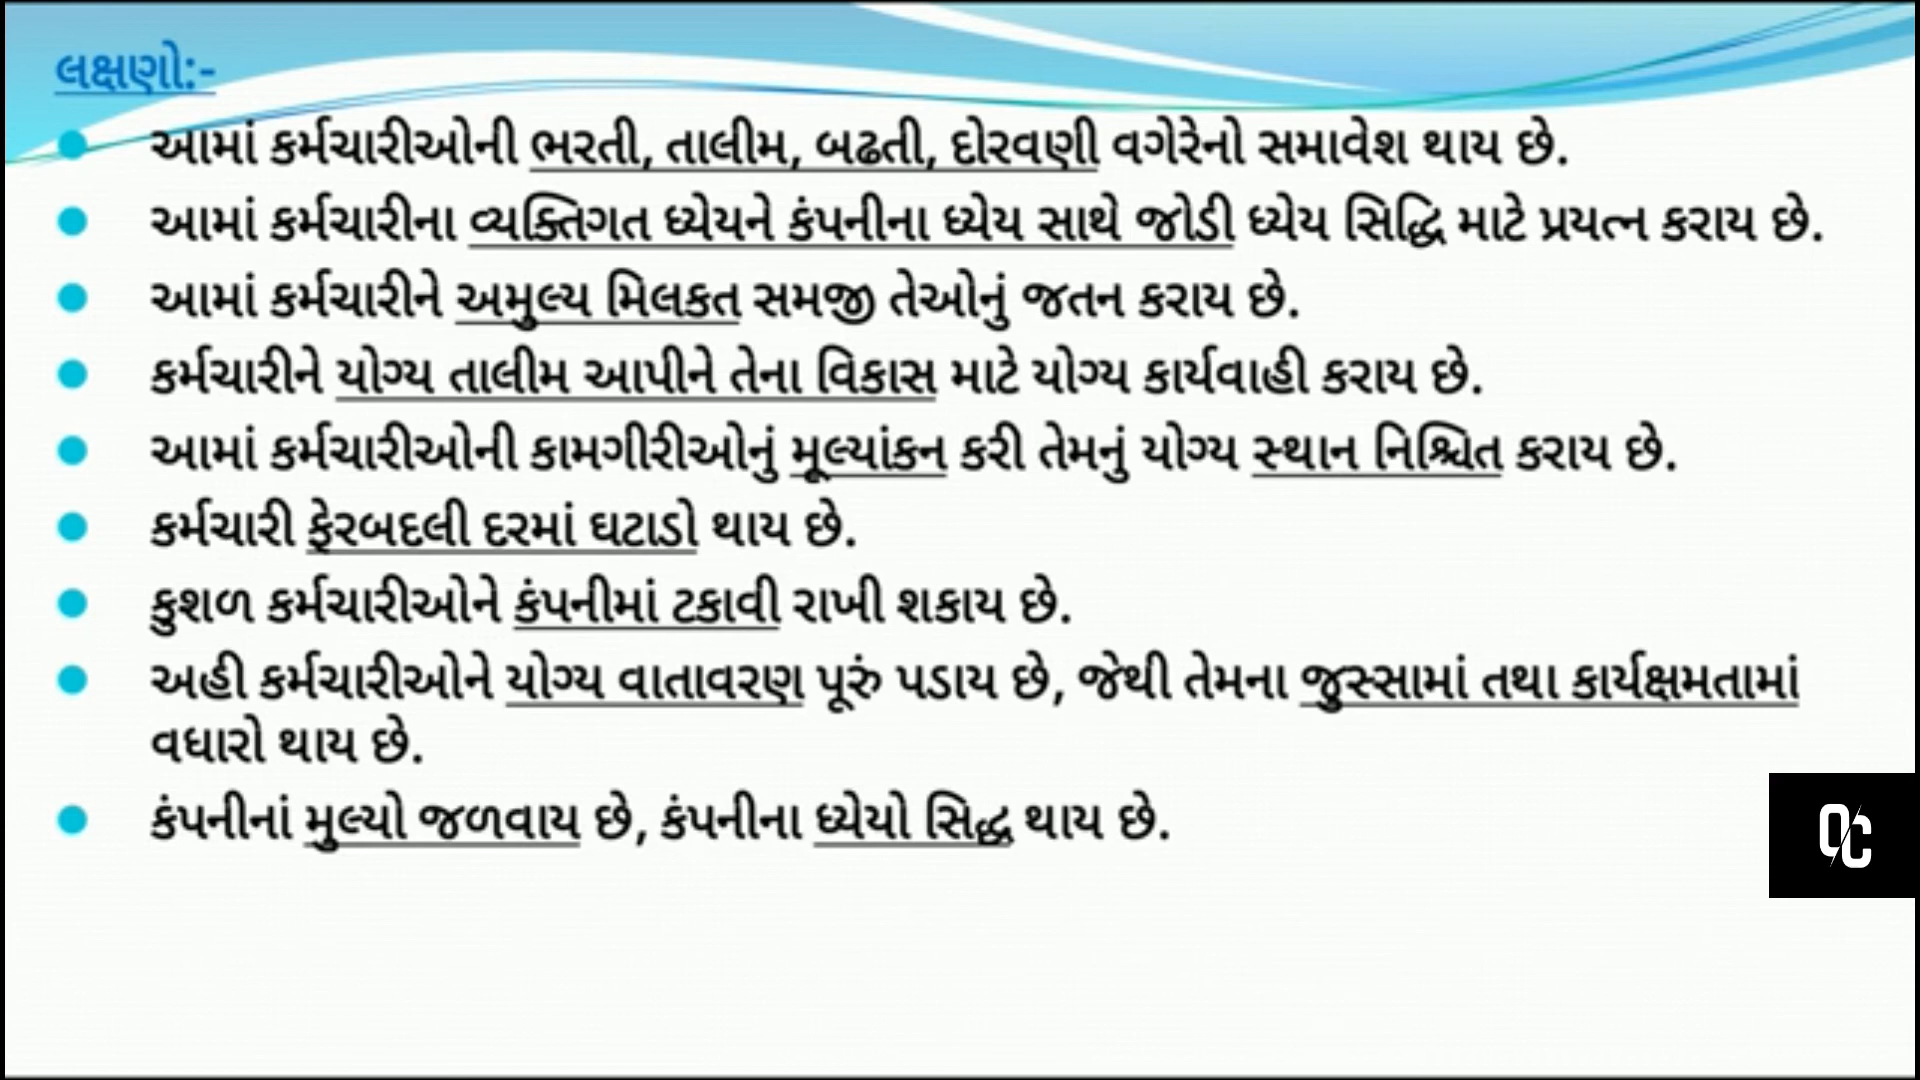 લક્ષણો:-
આમાં કર્મચારીઓની ભરતી, તાલીમ, બઢતી, દોરવણી વગેરેનો સમાવેશ થાય છે.
આમાં કર્મચારીના વ્યક્તિગત ધ્યેયને કંપનીના ધ્યેય સાથે જોડી ધ્યેય સિદ્ધિ માટે પ્રયત્ન કરાય છે.
આમાં કર્મચારીને અમુલ્ય મિલકત સમજી તેઓનું જતન કરાય છે.
કર્મચારીને યોગ્ય તાલીમ આપીને તેના વિકાસ માટે યોગ્ય કાર્યવાહી કરાય છે.
આમાં કર્મચારીઓની કામગીરીઓનું મૂલ્યાંકન કરી તેમનું યોગ્ય સ્થાન નિશ્ચિત કરાય છે.
કર્મચારી ફેરબદલી દરમાં ઘટાડો થાય છે.
કુશળ કર્મચારીઓને કંપનીમાં ટકાવી રાખી શકાય છે.
અહી કર્મચારીઓને યોગ્ય વાતાવરણ પૂરું પડાય છે, જેથી તેમના જુસ્સામાં તથા કાર્યક્ષમતામાં
વધારો થાય છે.
કંપનીનાં મુલ્યો જળવાય છે, કંપનીના ધ્યેયો સિદ્ધ થાય છે.